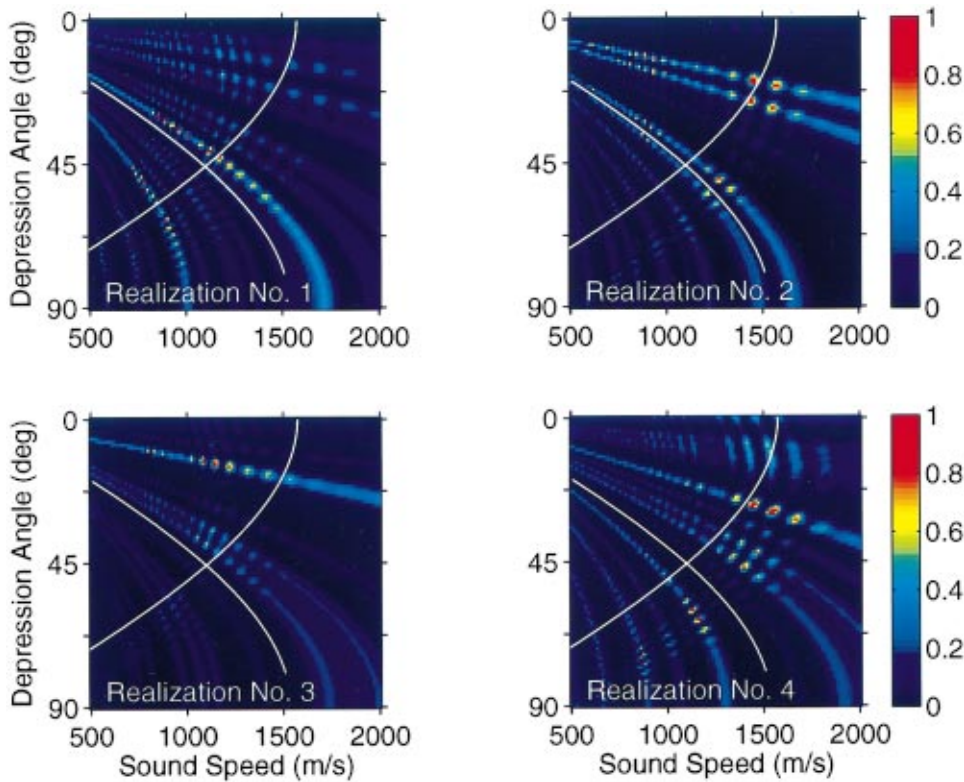 0
45
90
Depression Angle (deg)
Realization No. 1
500 1000 1500 2000
Realization No. 2
500 1000 1500 2000
0
45
90
1
0.8
0.6
0.4
0.2
0
0
45
90
Depression Angle (deg)
Realization No. 3
500 1000 1500 2000
Sound Speed (m/s)
0
45
90
Realization No. 4
500 1000 1500 2000
Sound Speed (m/s)
1
0.8
0.6
0.4
0.2
0